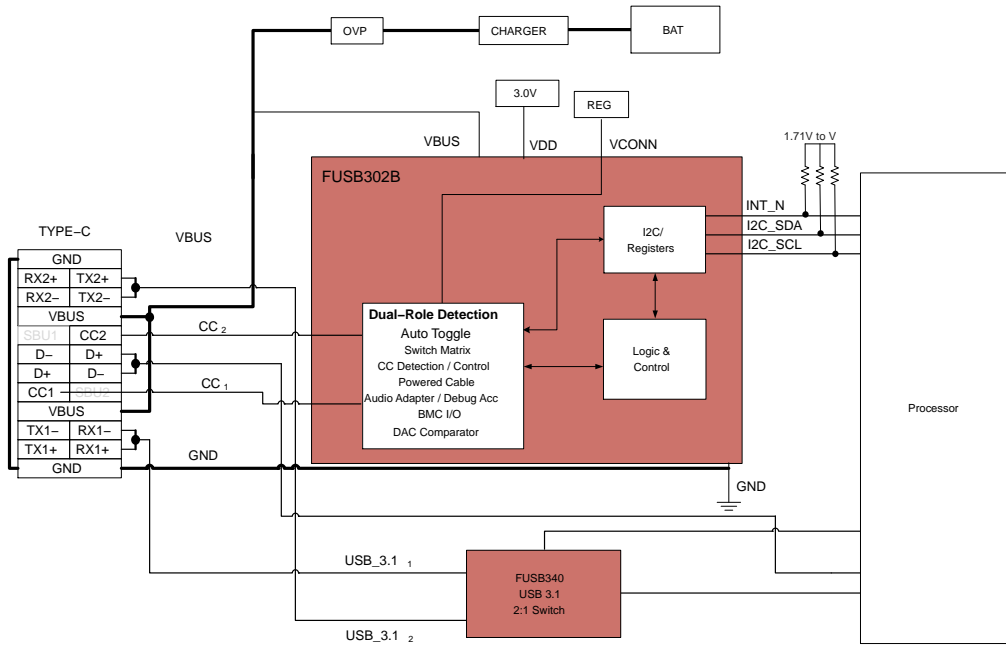 OVP
CHARGER
BAT
3.0V
REG
1.71V to V
VBUS
VDD
VCONN
FUSB302B
INT_N
I2C_SDA
I2C_SCL
I2C/
Registers
TYPE−C
VBUS
GND
RX2+ TX2+
RX2− TX2−
VBUS
SBU1 CC2
D− D+
D+ D−
CC1 SBU2
VBUS
TX1− RX1−
TX1+ RX1+
GND
CC 2
CC 1
GND
Dual−Role Detection
Auto Toggle
Switch Matrix
CC Detection / Control
Powered Cable
Audio Adapter / Debug Acc
BMC I/O
DAC Comparator
Logic &
Control
Processor
GND
USB_3.1 1
USB_3.1 2
FUSB340
USB 3.1
2:1 Switch